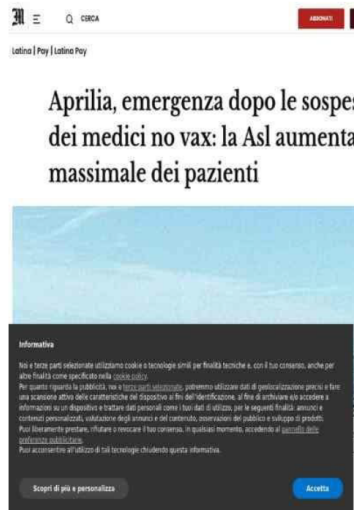 M CERCA ABBONATI
Latina | Pay | Latina Pay
Aprilia, emergenza dopo le sospes
dei medici no vax: la Asl aumenta
massimale dei pazienti
Informativa
Noi e terze parti selezionate utilizziamo cookie o tecnologie simili per finalità tecniche e, con il tuo consenso, anche per
altre finalità come specificato nella cookie policy.
Per quanto riguarda la pubblicità, noi e terze parti selezionate, potremmo utilizzare dati di geolocalizzazione precisi e fare
una scansione attiva delle caratteristiche del dispositivo ai fini dell'identificazione, al fine di archiviare e/o accedere a
informazioni su un dispositivo e trattare dati personali come i tuoi dati di utilizzo, per le seguenti finalità: annunci e
contenuti personalizzati, valutazione degli annunci e del contenuto, osservazioni del pubblico e sviluppo di prodotti.
Puoi liberamente prestare, rifiutare o revocare il tuo consenso, in qualsiasi momento, accedendo al pannello delle
preferenze pubblicitarie.
Puoi acconsentire all'utilizzo di tali tecnologie chiudendo questa informativa.
Scopri di più e personalizza Accetta